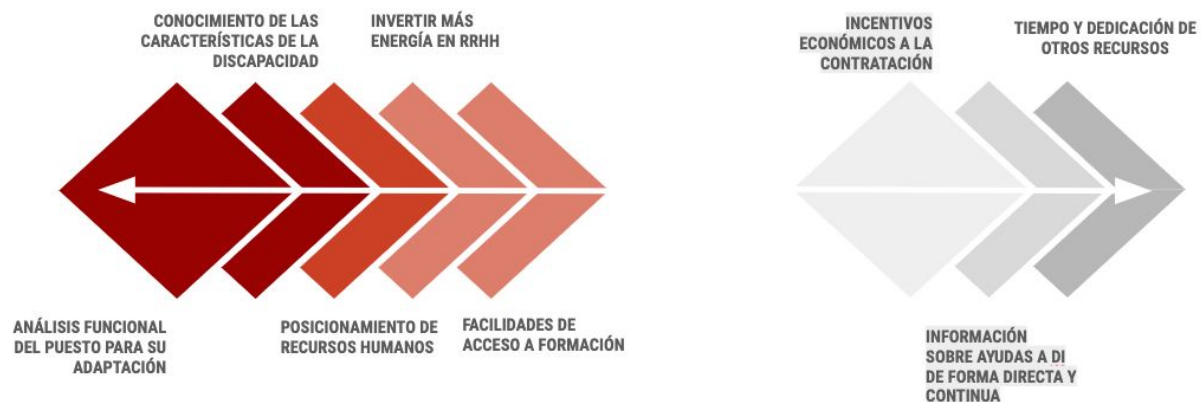 CONOCIMIENTO DE LAS
CARACTERÍSTICAS DE LA
DISCAPACIDAD
INVERTIR MÁS
ENERGÍA EN RRHH
INCENTIVOS
ECONÓMICOS A LA
CONTRATACIÓN
TIEMPO Y DEDICACIÓN DE
OTROS RECURSOS
ANÁLISIS FUNCIONAL
DEL PUESTO PARA SU
ADAPTACIÓN
POSICIONAMIENTO DE
RECURSOS HUMANOS
FACILIDADES DE
ACCESO A FORMACIÓN
INFORMACIÓN
SOBRE AYUDAS A DI
DE FORMA DIRECTA Y
CONTINUA